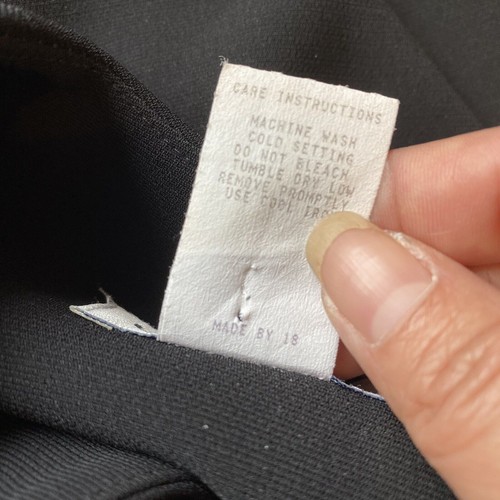 CARE INSTRUCTIONS
MACHINE WASH
COLD SETTING
DO NOT BLEACH
TUMBLE DRY LOW
REMOVE PROMPTLY
USE COOL
MADE BY 18